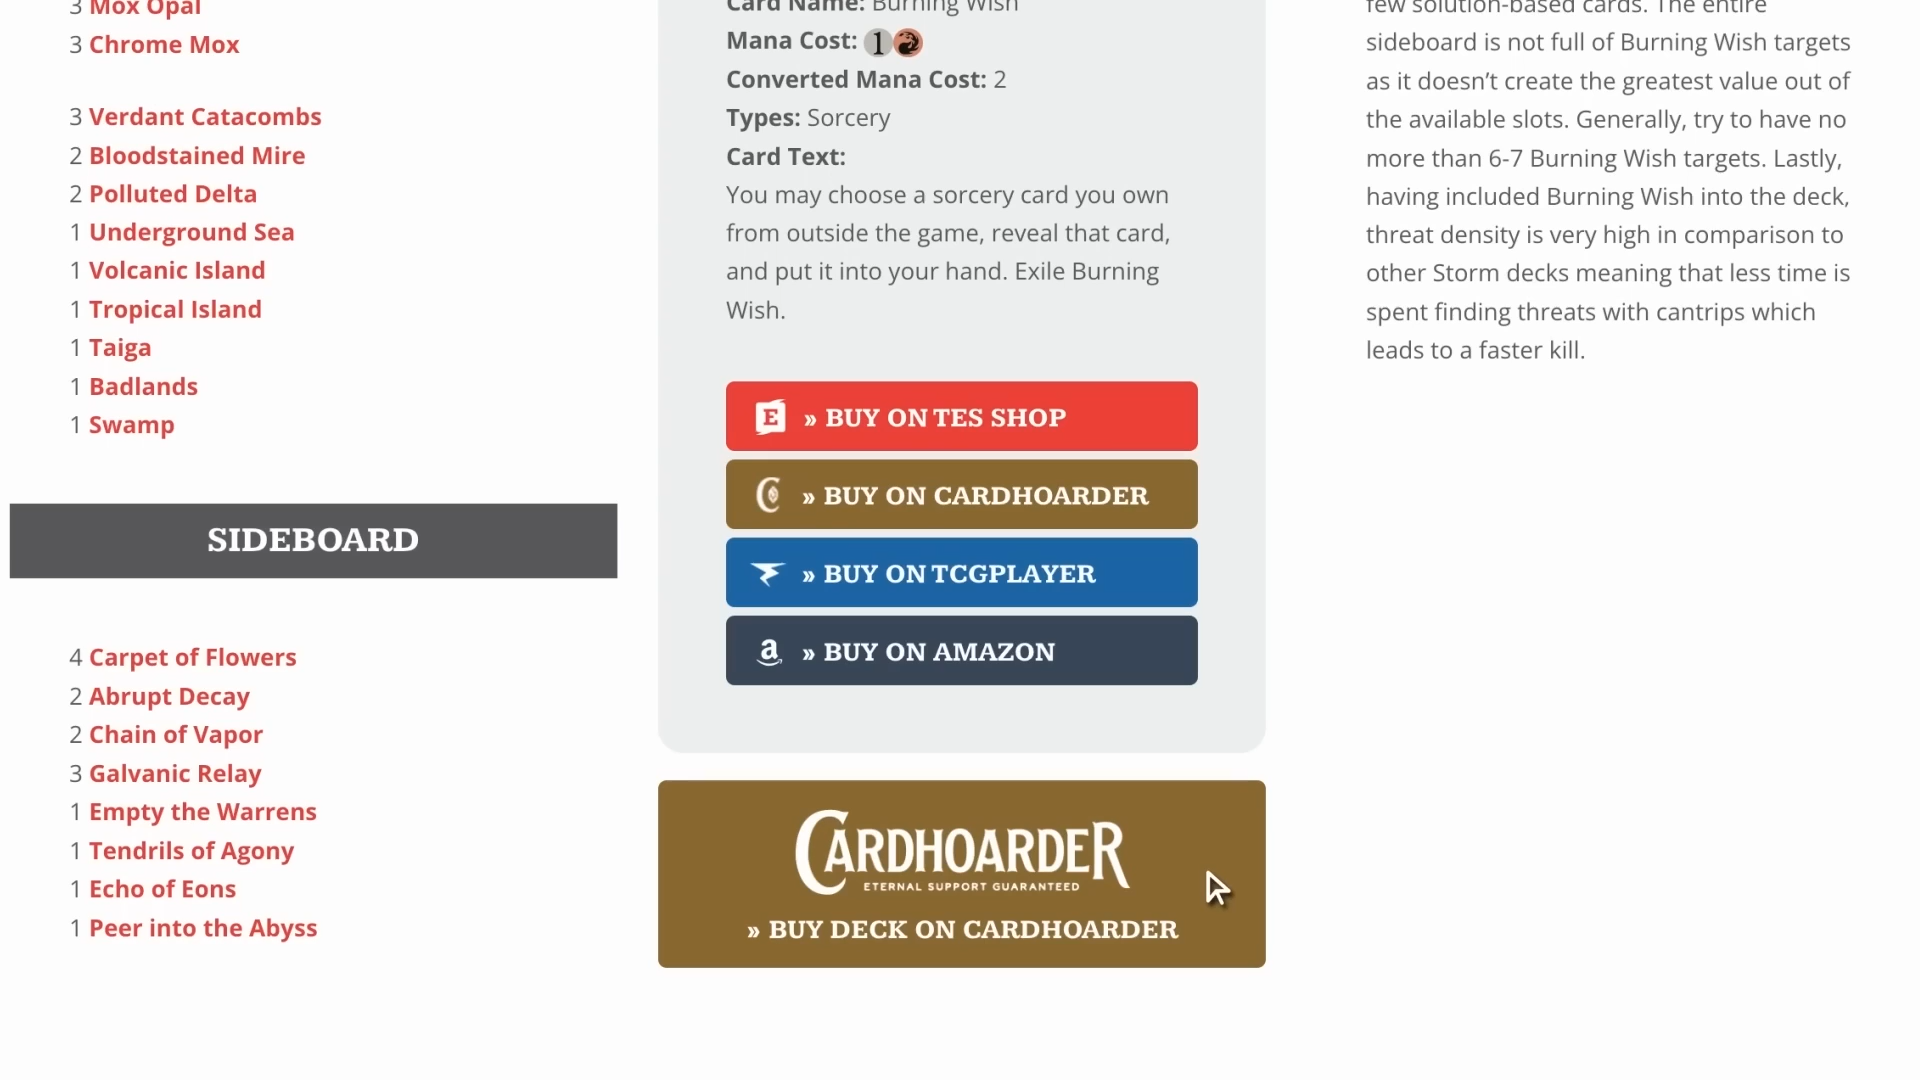 3 Mox Opal
3 Chrome Mox
3 Verdant Catacombs
2 Bloodstained Mire
2 Polluted Delta
1 Underground Sea
1 Volcanic Island
1 Tropical Island
1 Taiga
1 Badlands
1 Swamp
SIDEBOARD
4 Carpet of Flowers
2 Abrupt Decay
2 Chain of Vapor
3 Galvanic Relay
1 Empty the Warrens
1 Tendrils of Agony
1 Echo of Eons
1 Peer into the Abyss
Card Name: Burning Wish
Mana Cost: 1
Converted Mana Cost: 2
Types: Sorcery
Card Text:
You may choose a sorcery card you own
from outside the game, reveal that card,
and put it into your hand. Exile Burning
Wish.
E » BUY ON TES SHOP
» BUY ON CARDHOARDER
» BUY ON TCGPLAYER
a » BUY ON AMAZON
CARDHOARDER
ETERNAL SUPPORT GUARANTEED
» BUY DECK ON CARDHOARDER
few solution-based cards. The entire
sideboard is not full of Burning Wish targets
as it doesn’t create the greatest value out of
the available slots. Generally, try to have no
more than 6-7 Burning Wish targets. Lastly,
having included Burning Wish into the deck,
threat density is very high in comparison to
other Storm decks meaning that less time is
spent finding threats with cantrips which
leads to a faster kill.